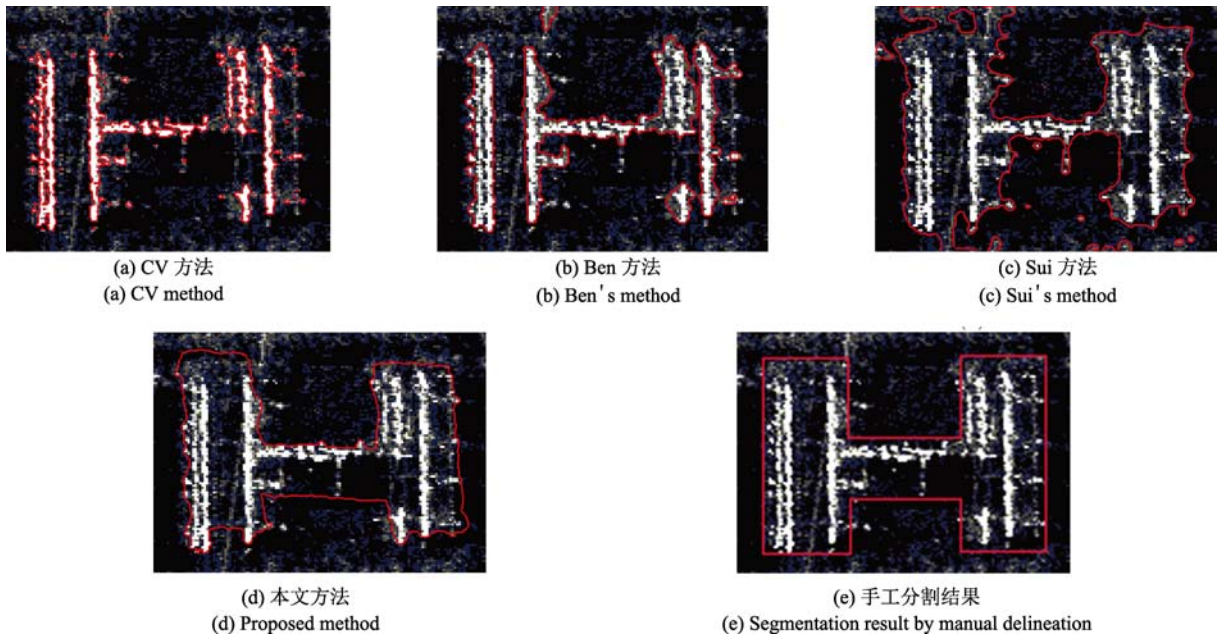 (a) CV 方法
(a) CV method
(b) Ben 方法
(b) Ben's method
(c) Sui 方法
(c) Sui's method
(d) 本文方法
(d) Proposed method
(e) 手工分割结果
(e) Segmentation result by manual delineation